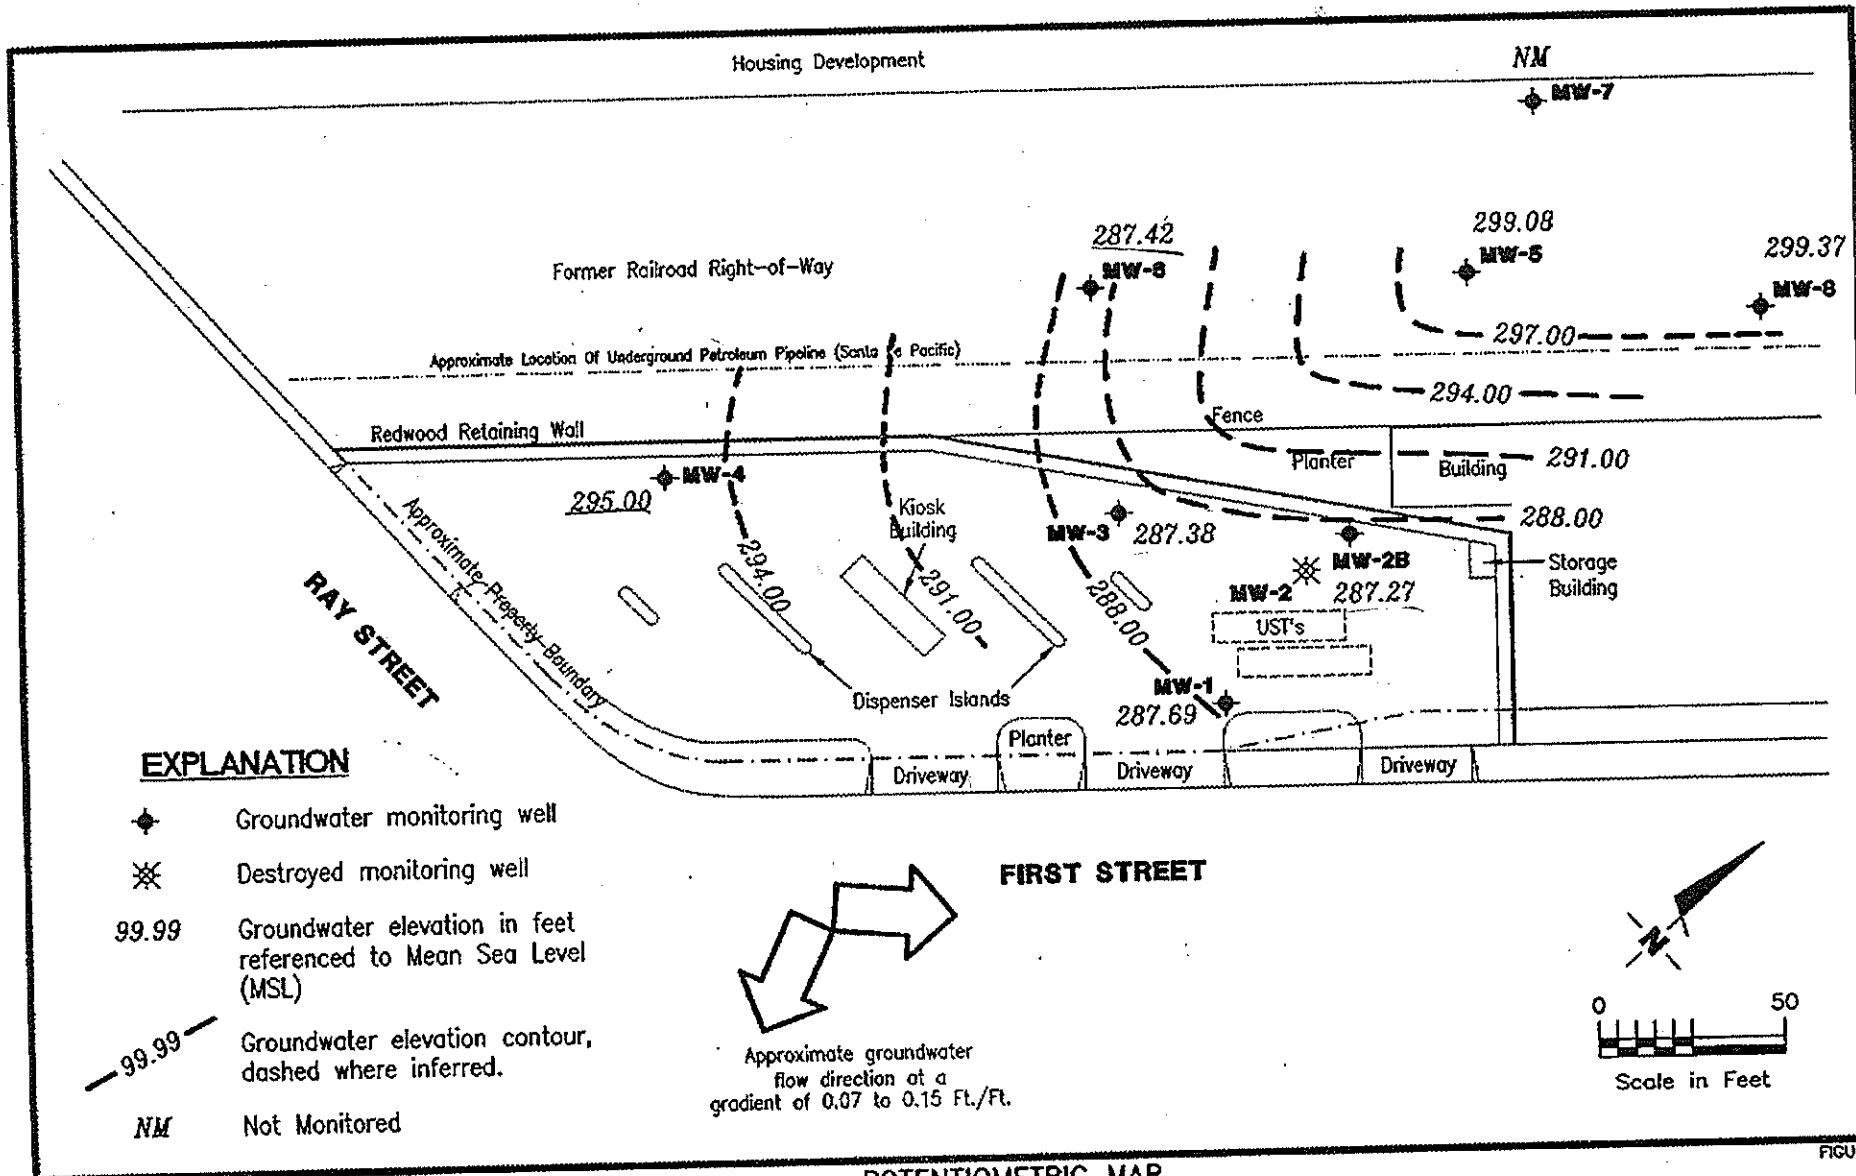 Housing Development
NM
MW-7
287.42
MW-6
299.08
MW-5
299.37
MW-8
Former Railroad Right-of-Way
297.00
Approximate Location Of Underground Petroleum Pipeline (Santa Pacific)
294.00
Redwood Retaining Wall
Fence
Planter
Building
291.00
MW-4
295.00
Kiosk
Building
MW-3
287.38
288.00
MW-2B
287.27
MW-2
Storage
Building
294.00
291.00
288.00
UST's
Approximate Property Boundary
RAY STREET
Dispenser Islands
MW-1
287.69
Planter
Driveway
Driveway
Driveway
EXPLANATION
Groundwater monitoring well
Destroyed monitoring well
99.99
Groundwater elevation in feet
referenced to Mean Sea Level
(MSL)
99.99
Groundwater elevation contour,
dashed where inferred.
NM
Not Monitored
FIRST STREET
Approximate groundwater
flow direction at a
gradient of 0.07 to 0.15 Ft./Ft.
N
0
50
Scale in Feet
POTENTIOMETRIC MAP